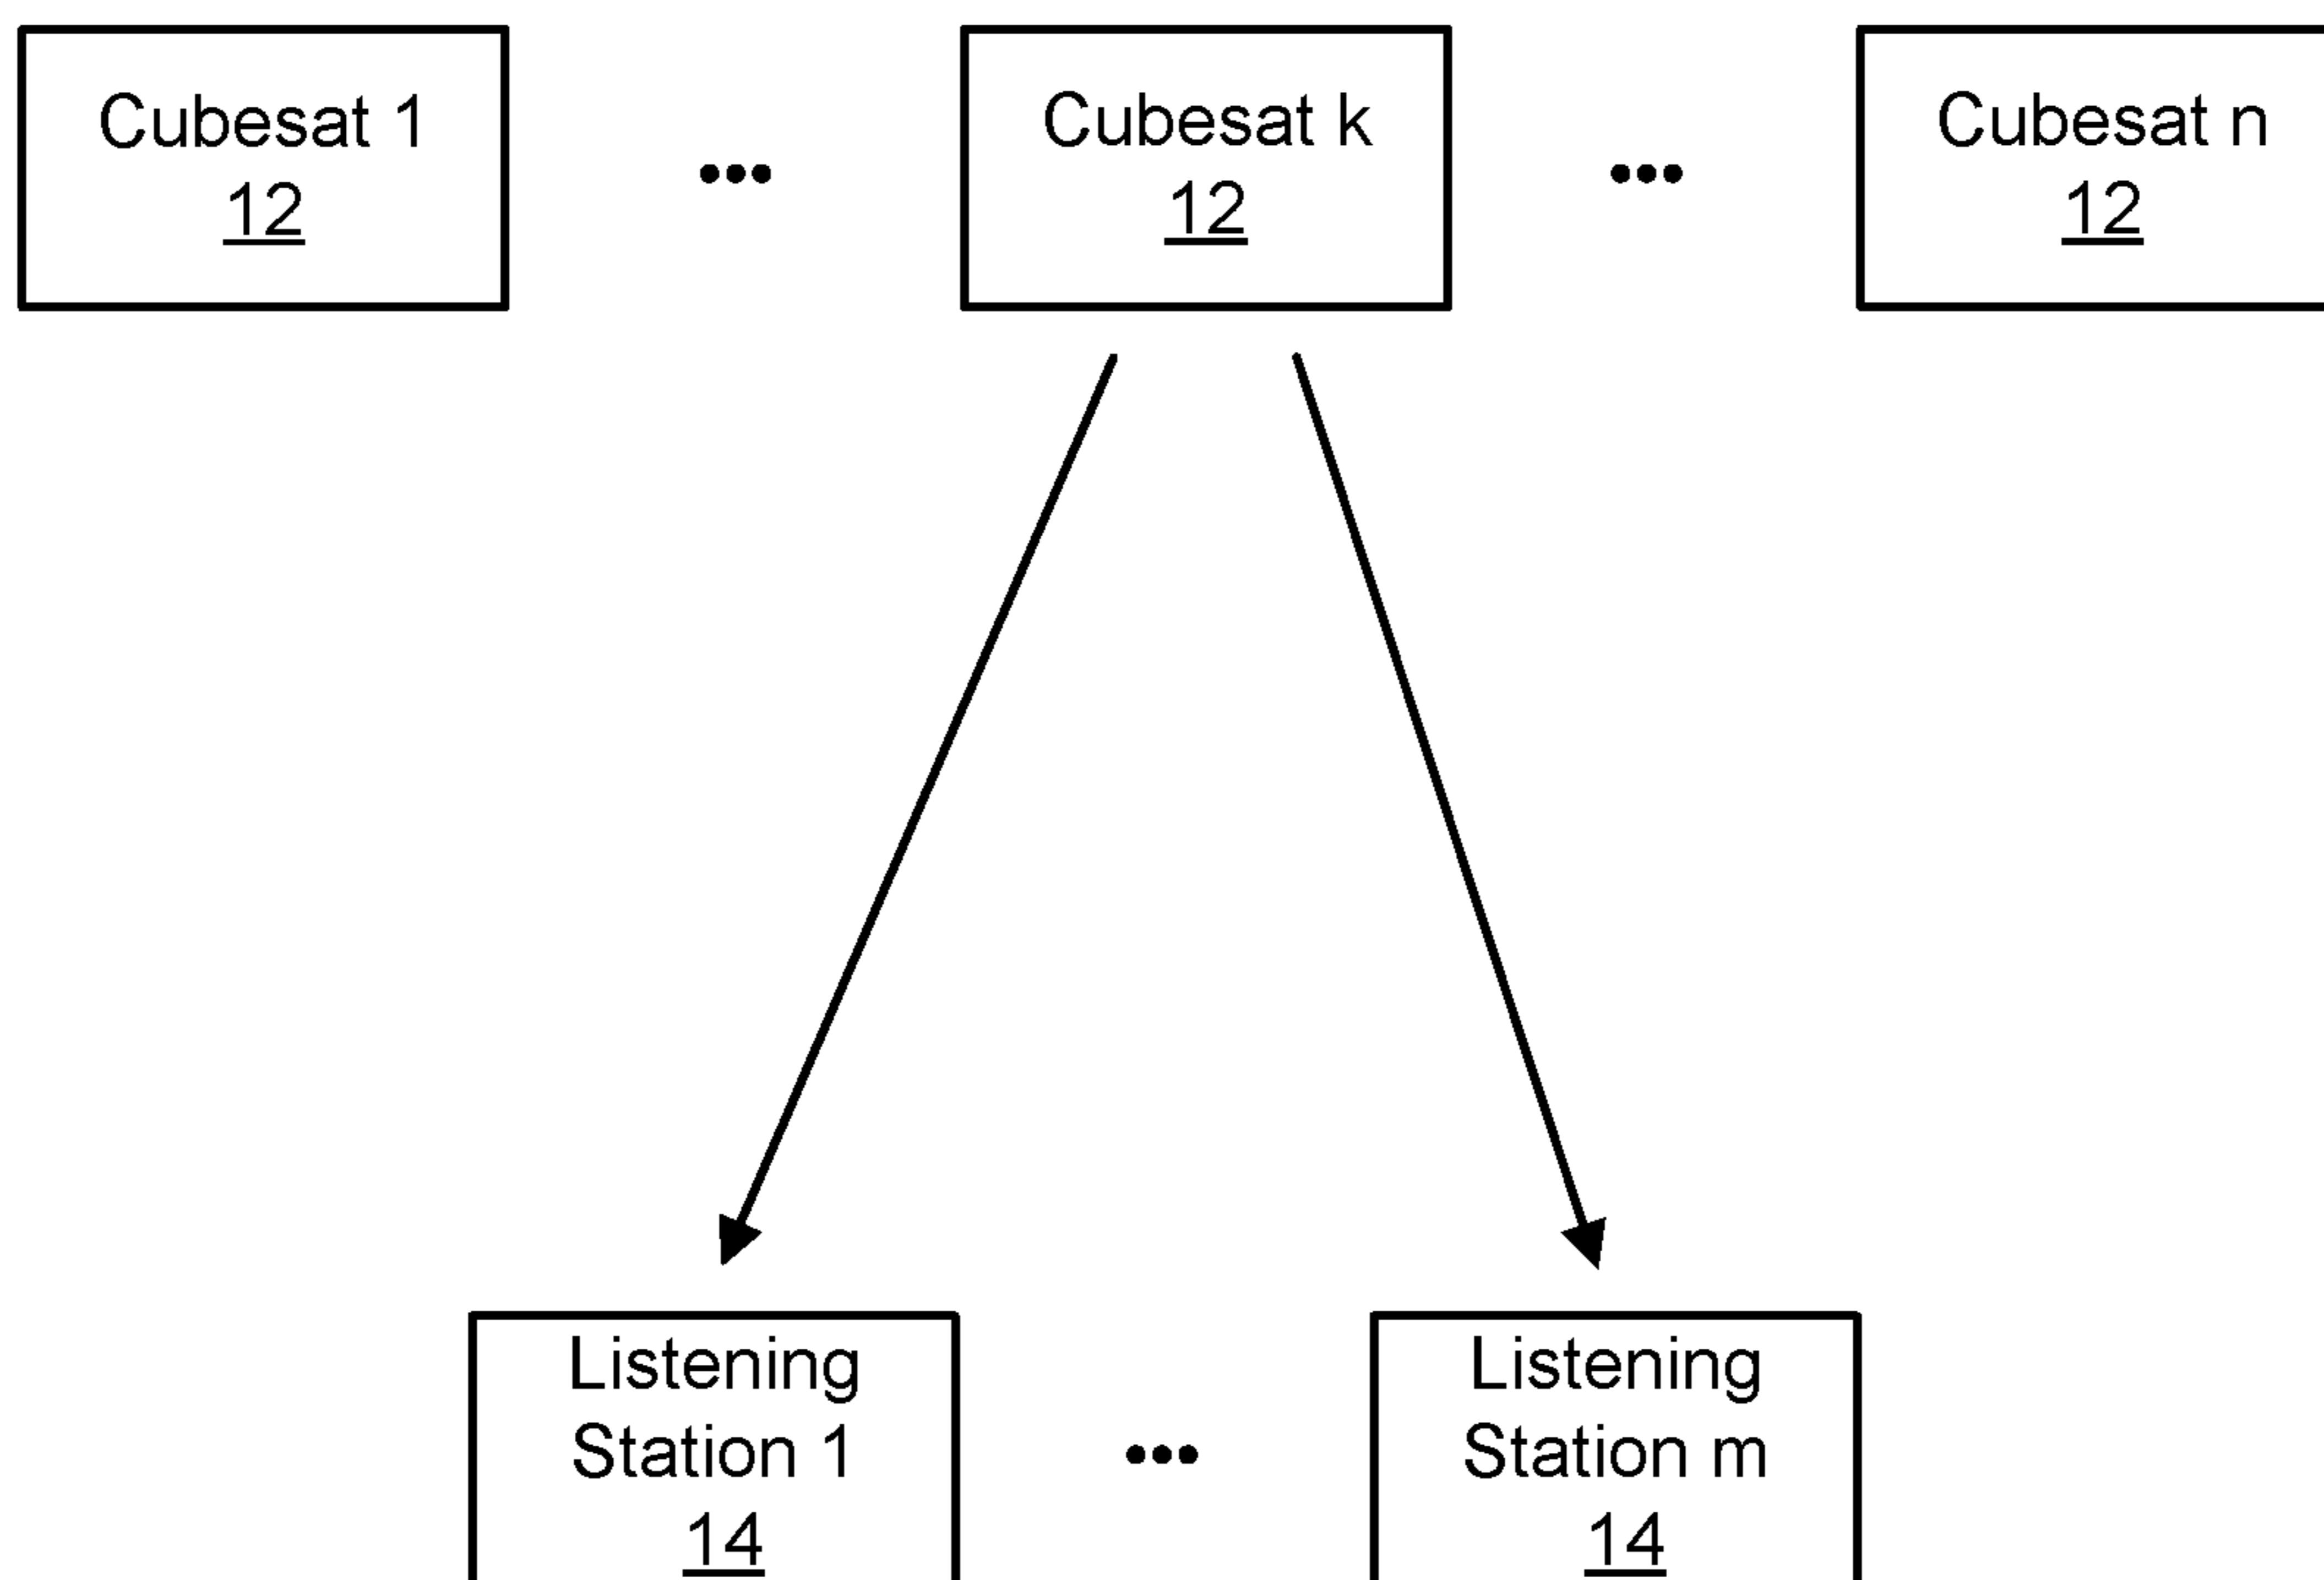 Cubesat 1
12
•••
Cubesat k
12
•••
Cubesat n
12
Listening
Station 1
14
•••
Listening
Station m
14